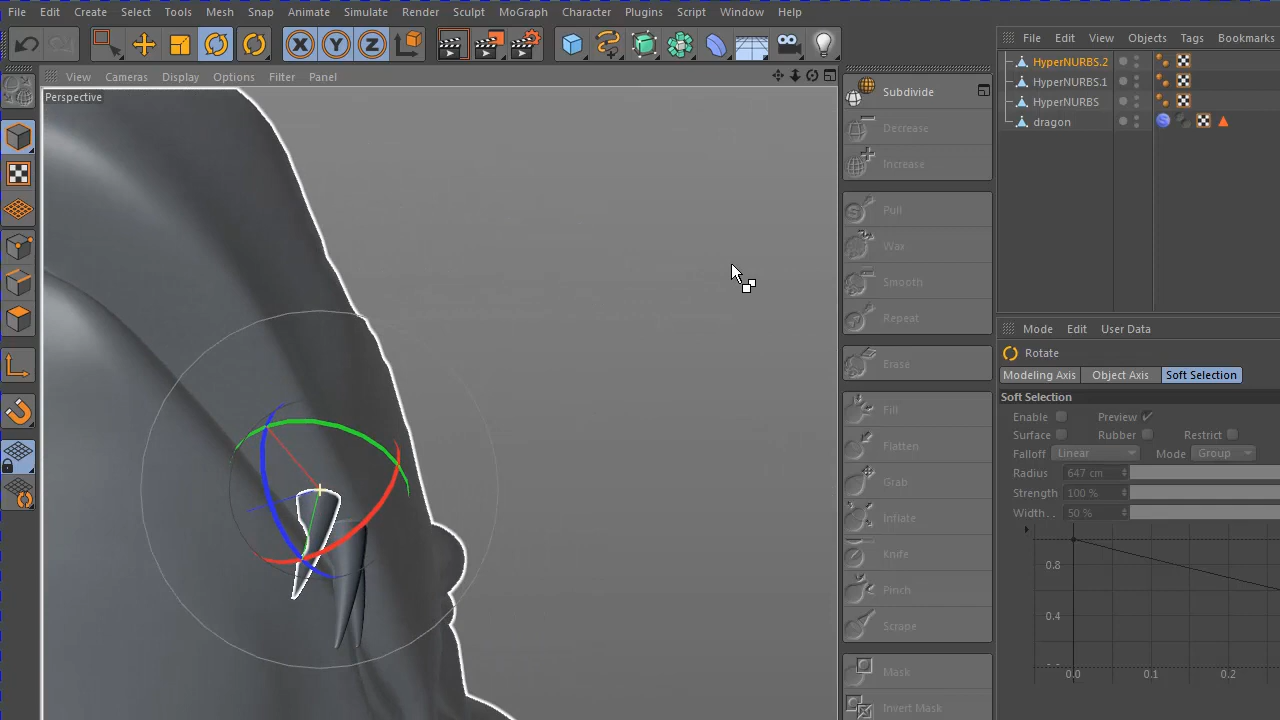 File Edit Create Select Tools Mesh Snap Animate Simulate Render Sculpt MoGraph Character Plugins Script Window Help
File Edit View Objects Tags Bookmarks
View Cameras Display Options Filter Panel
Perspective
HyperNURBS.2
HyperNURBS.1
HyperNURBS
dragon
Subdivide
Decrease
Increase
Pull
Wax
Smooth
Repeat
Erase
Fill
Flatten
Grab
Inflate
Knife
Pinch
Scrape
Mask
Invert Mask
Mode Edit User Data
Rotate
Modeling Axis Object Axis Soft Selection
Soft Selection
Enable Preview
Surface Rubber Restrict
Falloff Linear Mode Group
Radius 647 cm
Strength 100 %
Width. . 50 %
0.8
0.4
0.0 0.1 0.2